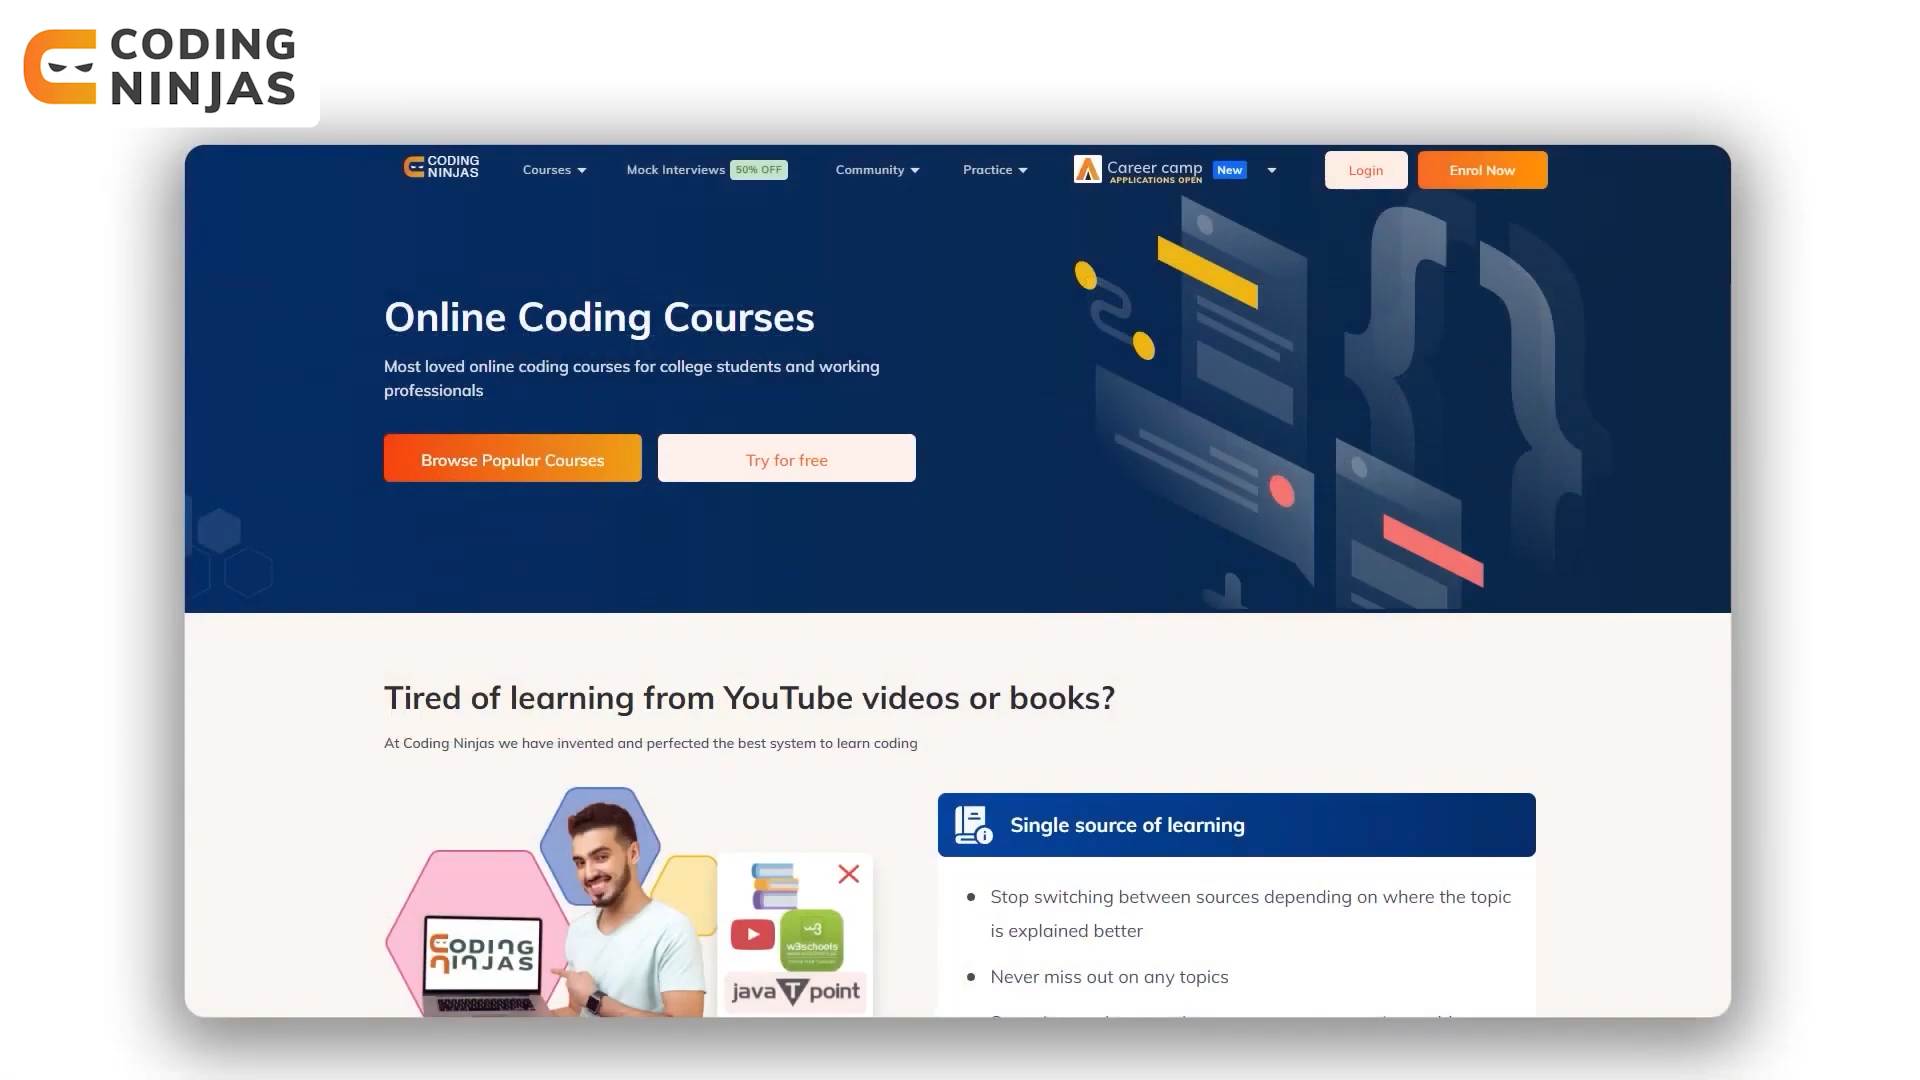 CODING
NINJAS
CODING
NINJAS
Courses
Mock Interviews 50% OFF
Community
Practice
Career camp
APPLICATIONS OPEN
New
Login
Enrol Now
Online Coding Courses
Most loved online coding courses for college students and working
professionals
Browse Popular Courses
Try for free
Tired of learning from YouTube videos or books?
At Coding Ninjas we have invented and perfected the best system to learn coding
CODING
NINJAS
w3
w3schools
java T point
Single source of learning
Stop switching between sources depending on where the topic
is explained better
Never miss out on any topics